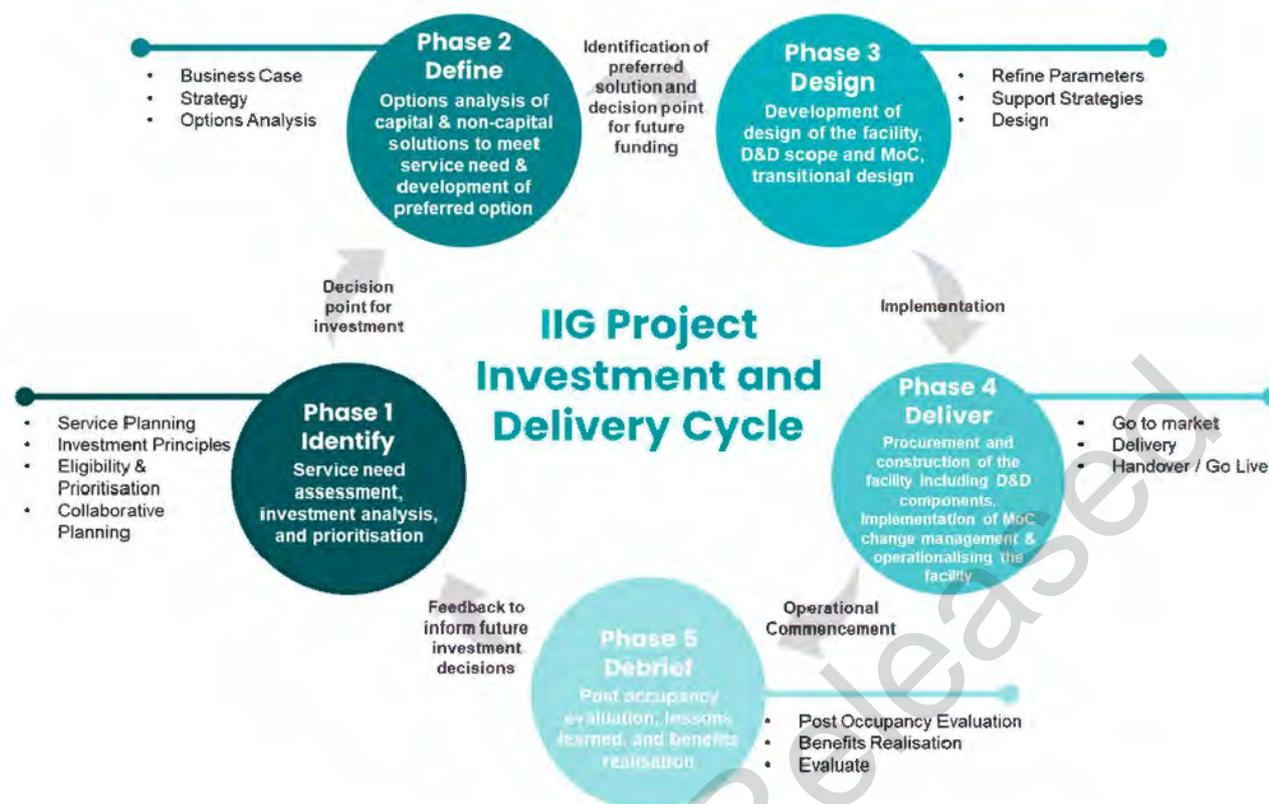 Phase 2
Define
Options analysis of
capital & non-capital
solutions to meet
service need &
development of
preferred option
• Business Case
• Strategy
• Options Analysis
Identification of
preferred
solution and
decision point
for future
funding
Phase 3
Design
Development of
design of the facility,
D&D scope and MoC,
transitional design
• Refine Parameters
• Support Strategies
• Design
Decision
point for
investment
IIG Project
Investment and
Delivery Cycle
Implementation
Phase 1
Identify
Service need
assessment,
investment analysis,
and prioritisation
• Service Planning
• Investment Principles
• Eligibility &
Prioritisation
• Collaborative
Planning
Phase 4
Deliver
Procurement and
construction of the
facility including D&D
components.
Implementation of MoC
change management &
operationalising the
facility
• Go to market
• Delivery
• Handover / Go Live
Feedback to
inform future
investment
decisions
Operational
Commencement
Phase 5
Debrief
Post occupancy
evaluation, lessons
learned, and benefits
realisation
• Post Occupancy Evaluation
• Benefits Realisation
• Evaluate
Released